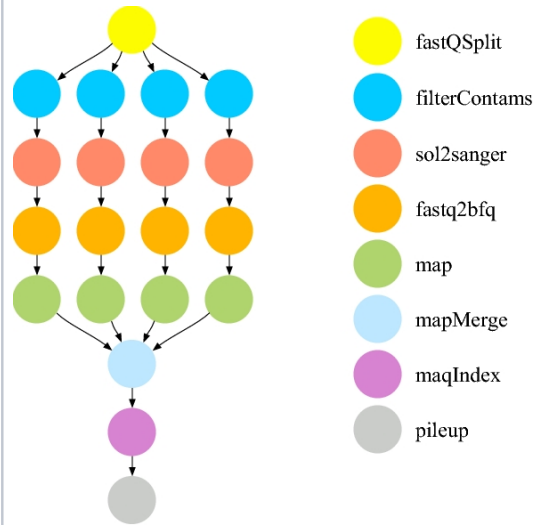 fastQSplit
filterContams
sol2sanger
fastq2bfq
map
mapMerge
maqIndex
pileup